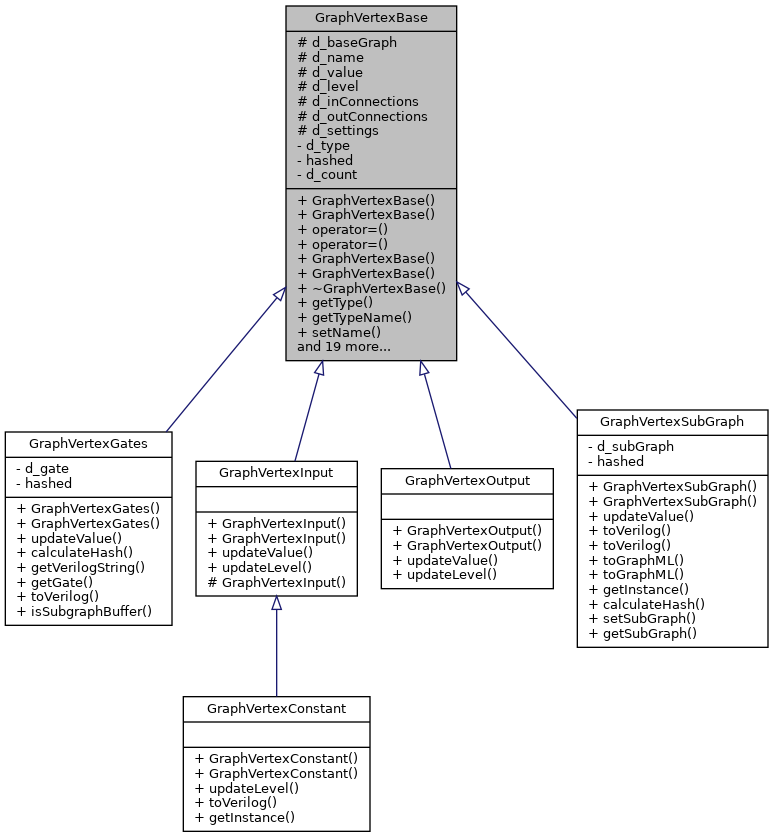 GraphVertexBase
# d_baseGraph
# d_name
# d_value
# d_level
# d_inConnections
# d_outConnections
# d_settings
- d_type
- hashed
- d_count
+ GraphVertexBase()
+ GraphVertexBase()
+ operator=()
+ operator=()
+ GraphVertexBase()
+ GraphVertexBase()
+ ~GraphVertexBase()
+ getType()
+ getTypeName()
+ setName()
and 19 more...
GraphVertexGates
- d_gate
- hashed
+ GraphVertexGates()
+ GraphVertexGates()
+ updateValue()
+ calculateHash()
+ getVerilogString()
+ getGate()
+ toVerilog()
+ isSubgraphBuffer()
GraphVertexInput
+ GraphVertexInput()
+ GraphVertexInput()
+ updateValue()
+ updateLevel()
# GraphVertexInput()
GraphVertexOutput
+ GraphVertexOutput()
+ GraphVertexOutput()
+ updateValue()
+ updateLevel()
GraphVertexSubGraph
- d_subGraph
- hashed
+ GraphVertexSubGraph()
+ GraphVertexSubGraph()
+ updateValue()
+ toVerilog()
+ toVerilog()
+ toGraphML()
+ toGraphML()
+ getInstance()
+ calculateHash()
+ setSubGraph()
+ getSubGraph()
GraphVertexConstant
+ GraphVertexConstant()
+ GraphVertexConstant()
+ updateLevel()
+ toVerilog()
+ getInstance()